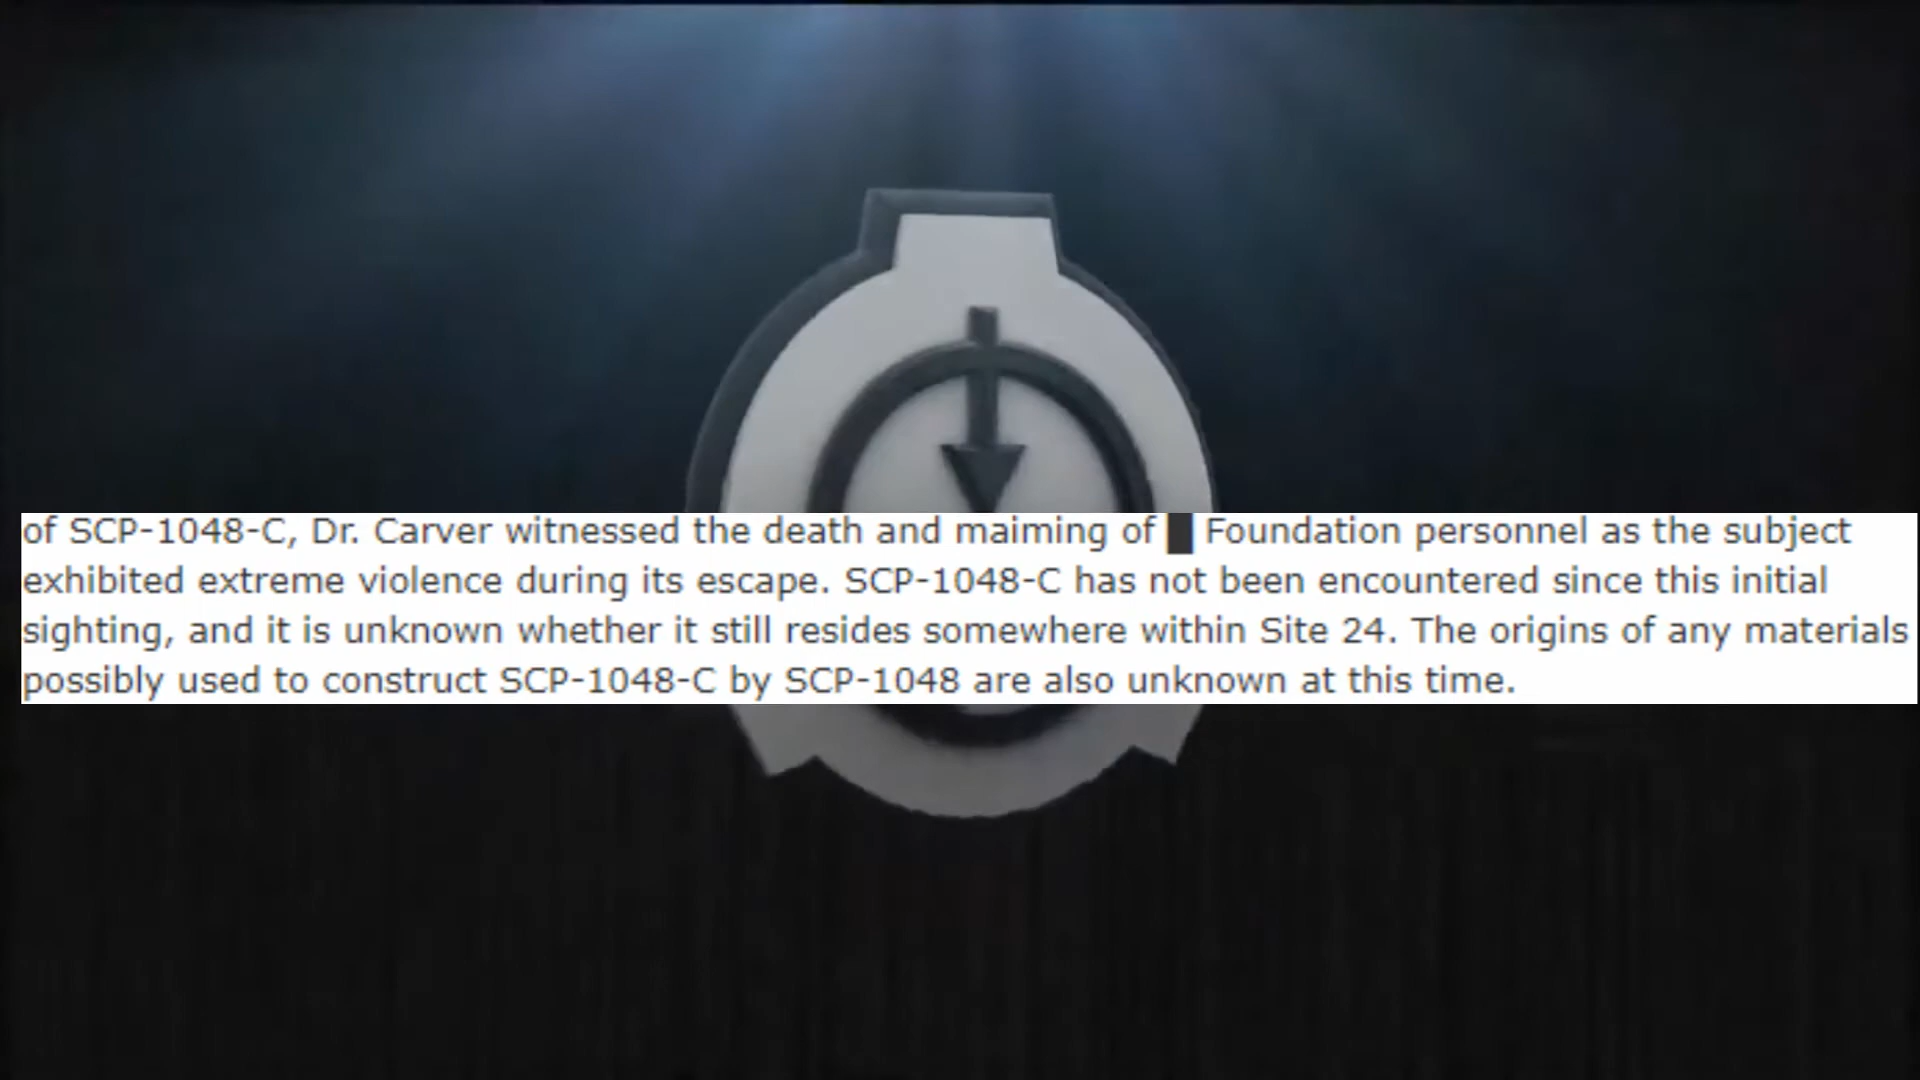 of SCP-1048-C, Dr. Carver witnessed the death and maiming of █ Foundation personnel as the subject
exhibited extreme violence during its escape. SCP-1048-C has not been encountered since this initial
sighting, and it is unknown whether it still resides somewhere within Site 24. The origins of any materials
possibly used to construct SCP-1048-C by SCP-1048 are also unknown at this time.